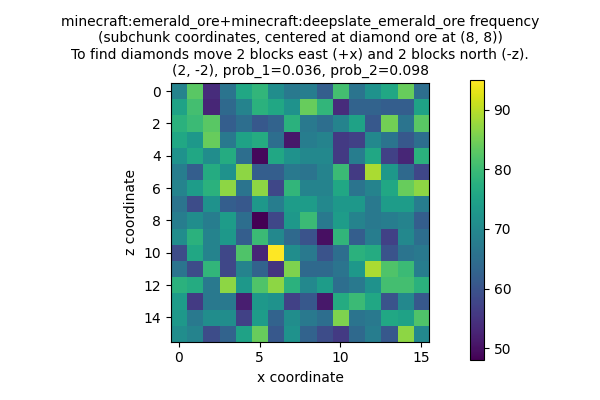 minecraft:emerald_ore+minecraft:deepslate_emerald_ore frequency
(subchunk coordinates, centered at diamond ore at (8, 8))
To find diamonds move 2 blocks east (+x) and 2 blocks north (-z).
(2, -2), prob_1=0.036, prob_2=0.098
0
2
4
6
8
10
12
14
z coordinate
0
5
10
15
x coordinate
90
80
70
60
50